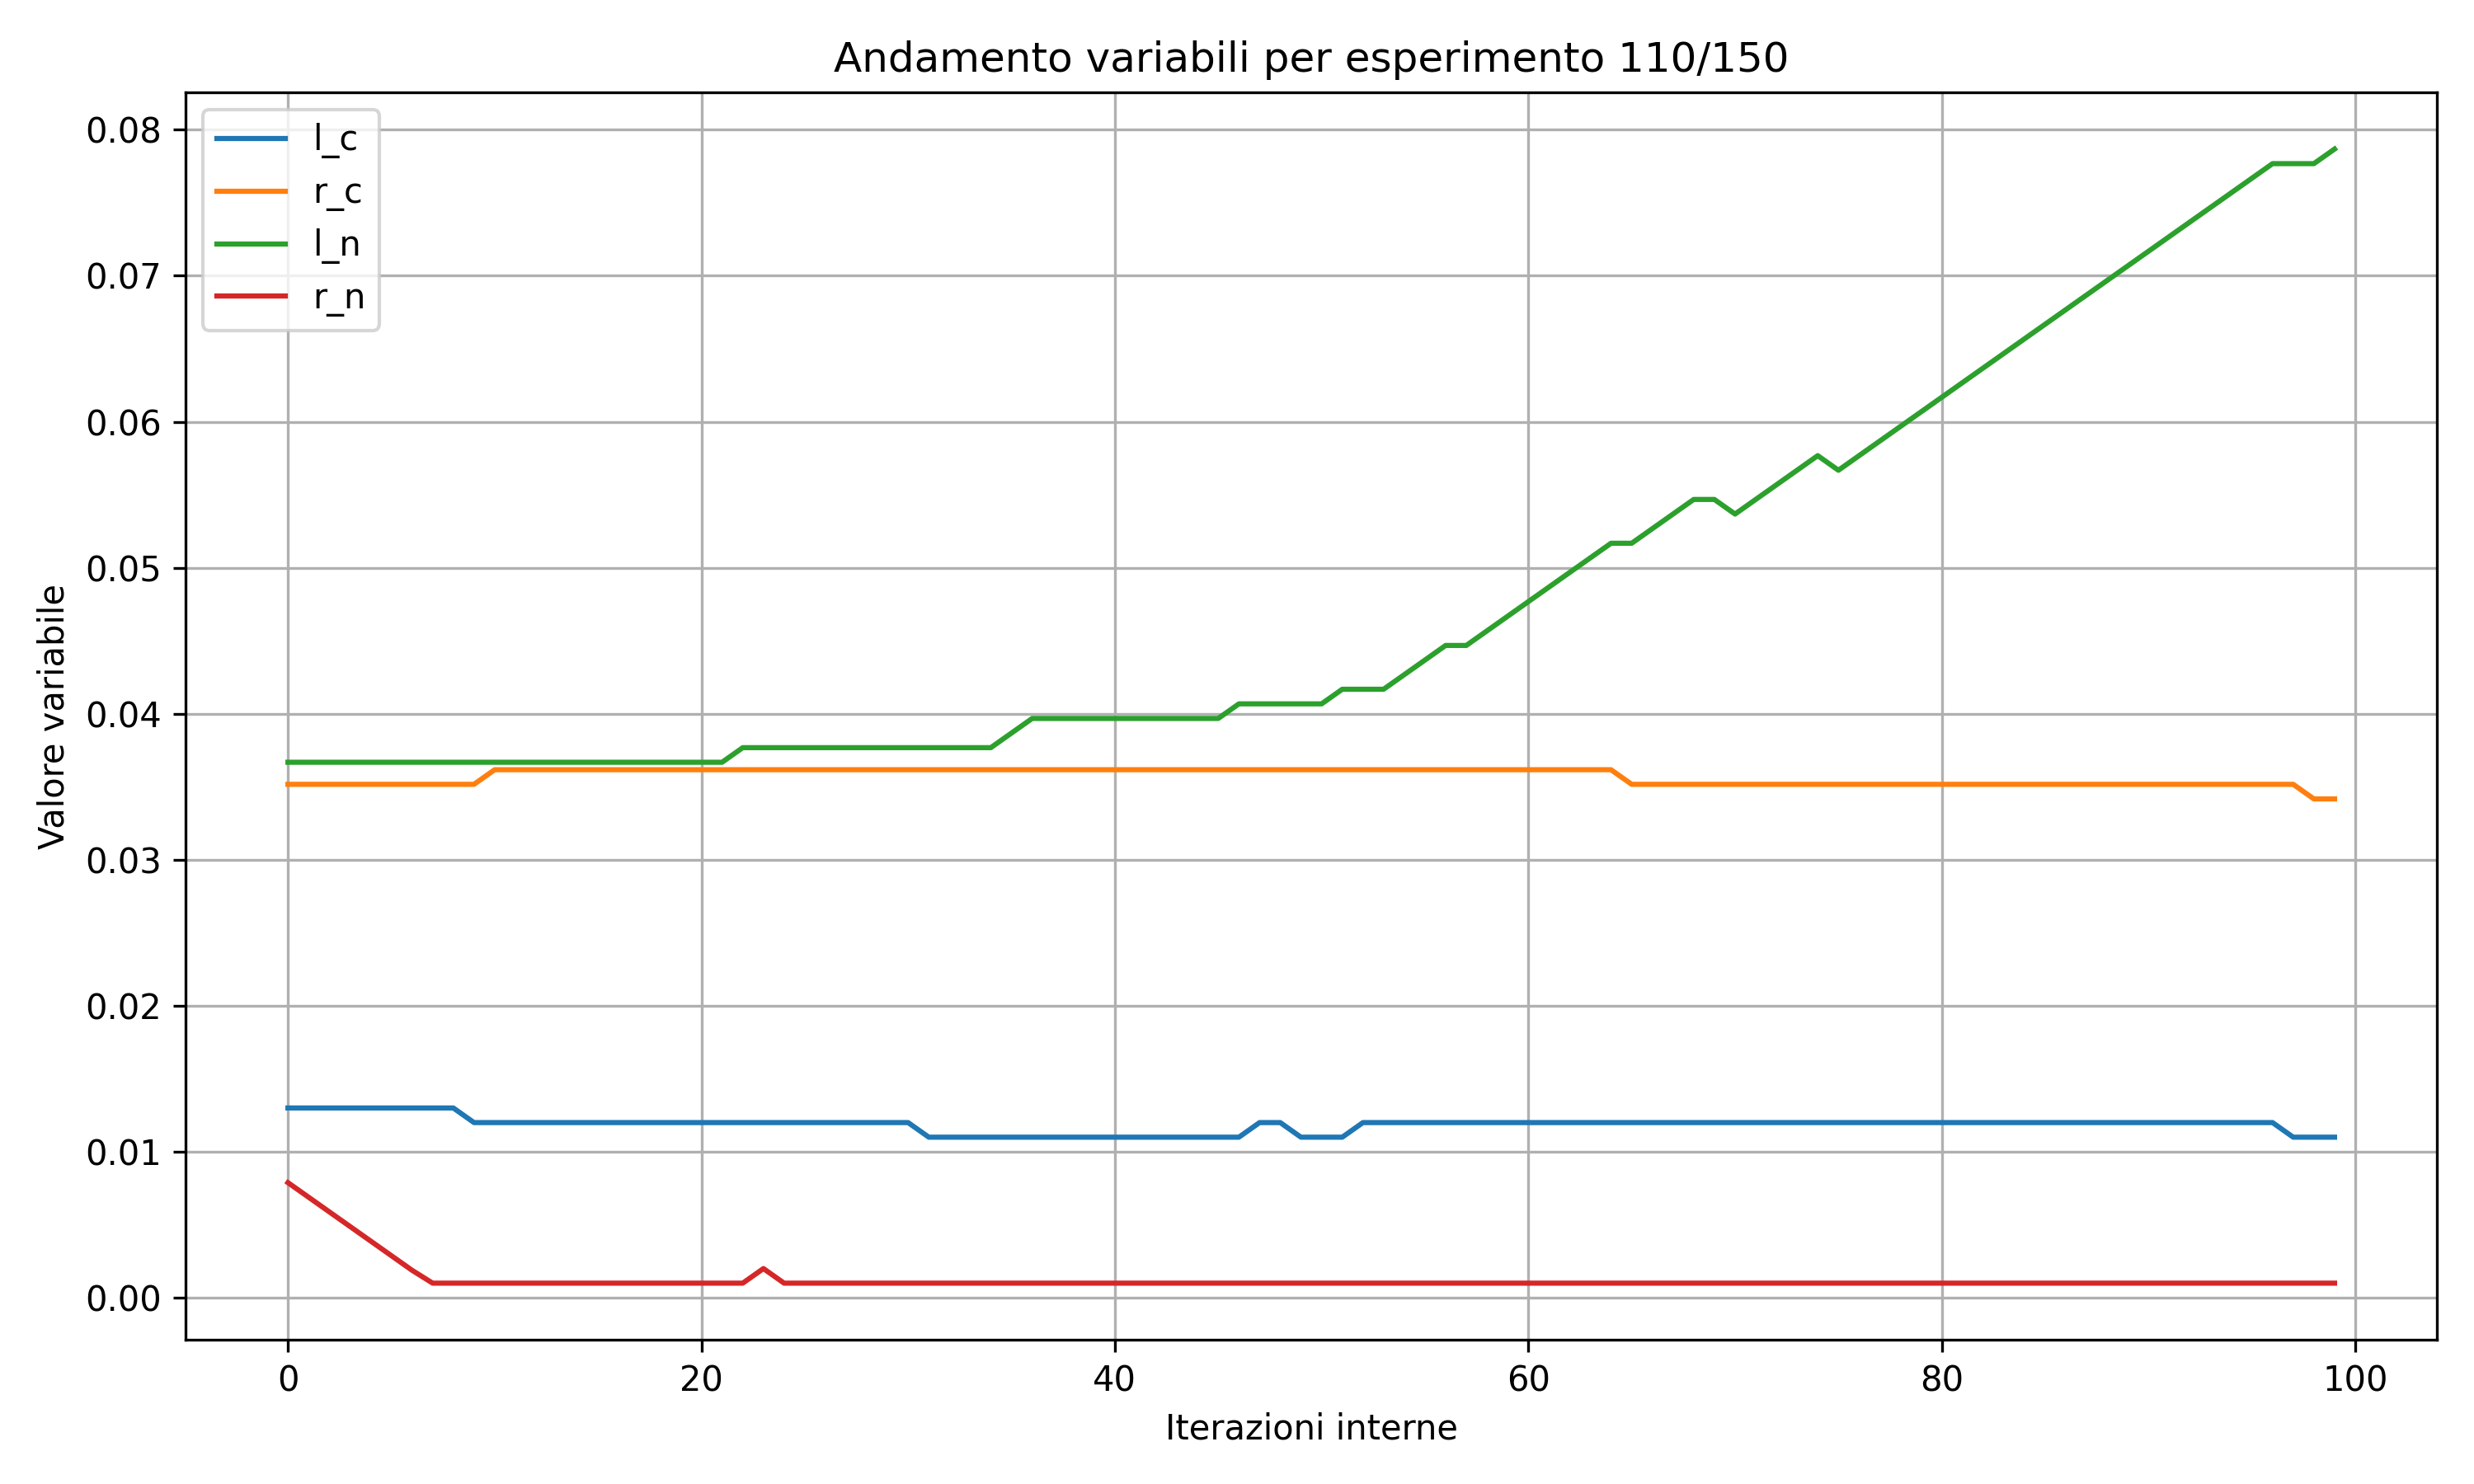 Andamento variabili per esperimento 110/150
l_c
r_c
l_n
r_n
Valore variabile
0.08
0.07
0.06
0.05
0.04
0.03
0.02
0.01
0.00
0 20 40 60 80 100
Iterazioni interne